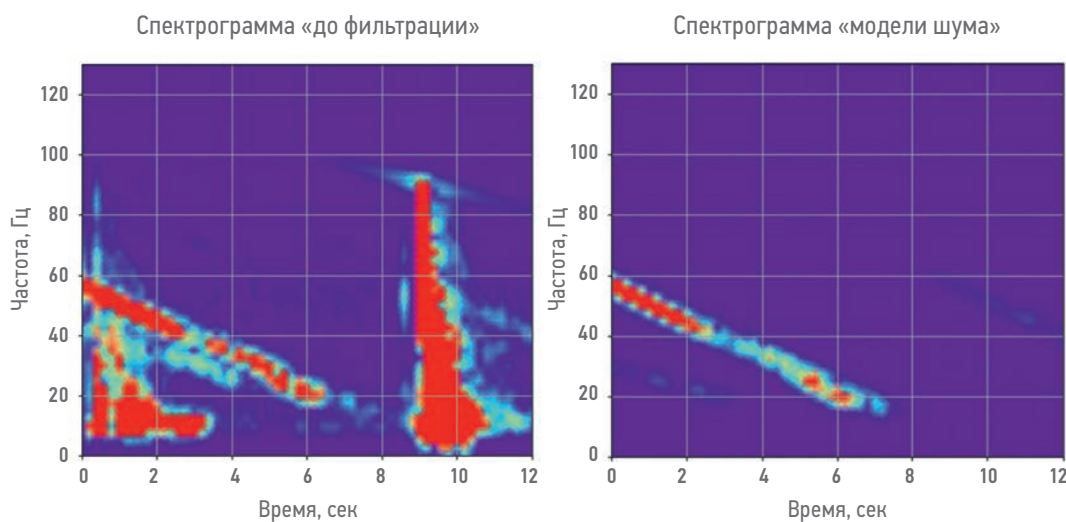 Спектрограмма «до фильтрации»
Частота, Гц
120
100
80
60
40
20
0
0 2 4 6 8 10 12
Время, сек
Спектрограмма «модели шума»
Частота, Гц
120
100
80
60
40
20
0
0 2 4 6 8 10 12
Время, сек